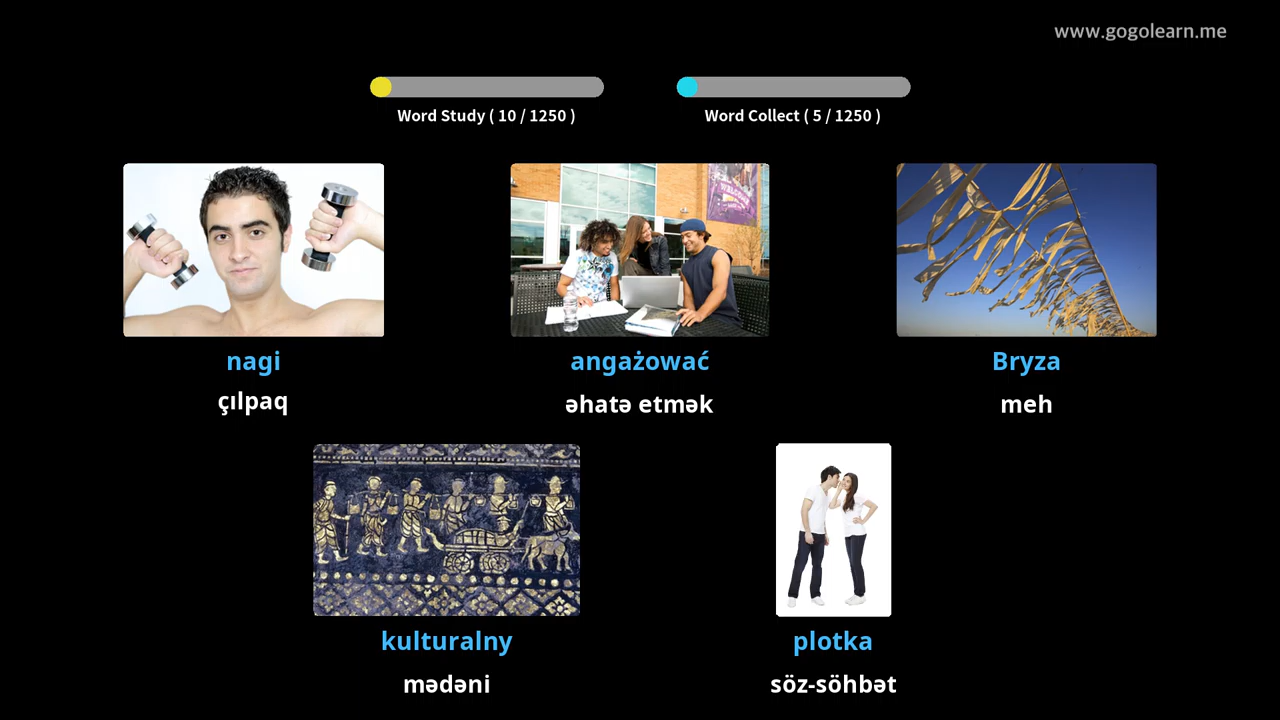 www.gogolearn.me
Word Study ( 10 / 1250 )
Word Collect ( 5 / 1250 )
WELCOME
nagi
angażować
Bryza
çılpaq
əhatə etmək
meh
kulturalny
plotka
mədəni
söz-söhbət